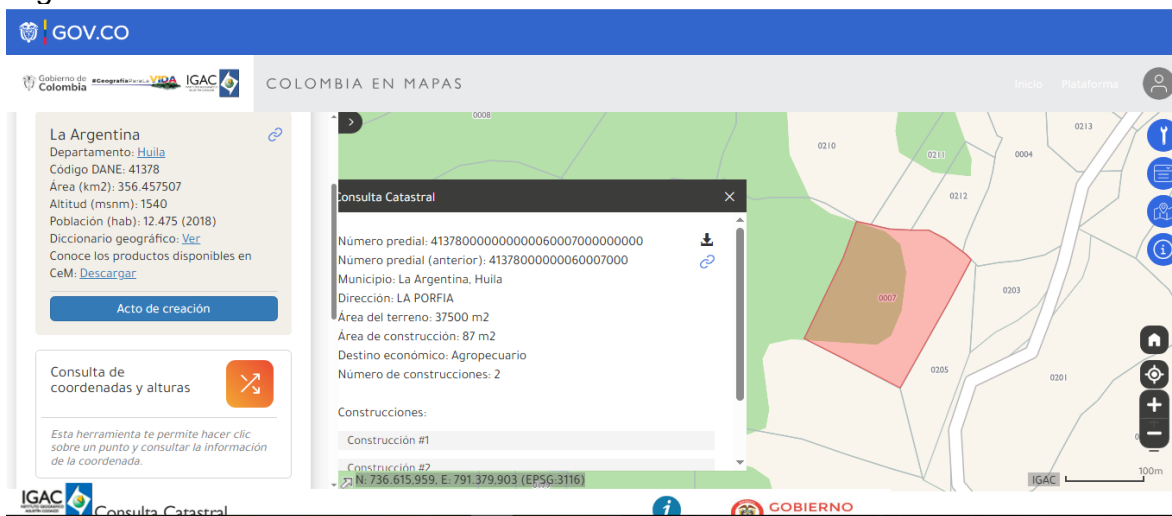 GOV.CO
Gobierno de
Colombia
#GeografíaParaLa VIDA
IGAC
COLOMBIA EN MAPAS
Inicio Plataforma
La Argentina
Departamento: Huila
Código DANE: 41378
Área (km2): 356.457507
Altitud (msnm): 1540
Población (hab): 12.475 (2018)
Diccionario geográfico: Ver
Conoce los productos disponibles en
CeM: Descargar
Acto de creación
Consulta de
coordenadas y alturas
Esta herramienta te permite hacer clic
sobre un punto y consultar la información
de la coordenada.
Consulta Catastral
Número predial: 413780000000000060007000000000
Número predial (anterior): 41378000000060007000
Municipio: La Argentina, Huila
Dirección: LA PORFIA
Área del terreno: 37500 m2
Área de construcción: 87 m2
Destino económico: Agropecuario
Número de construcciones: 2
Construcciones:
Construcción #1
Construcción #2
N: 736.615,959, E: 791.379,903 (EPSG:3116)
0008
0210
0211
0004
0213
0212
0007
0203
0205
0201
IGAC
100m
IGAC
Consulta Catastral
GOBIERNO